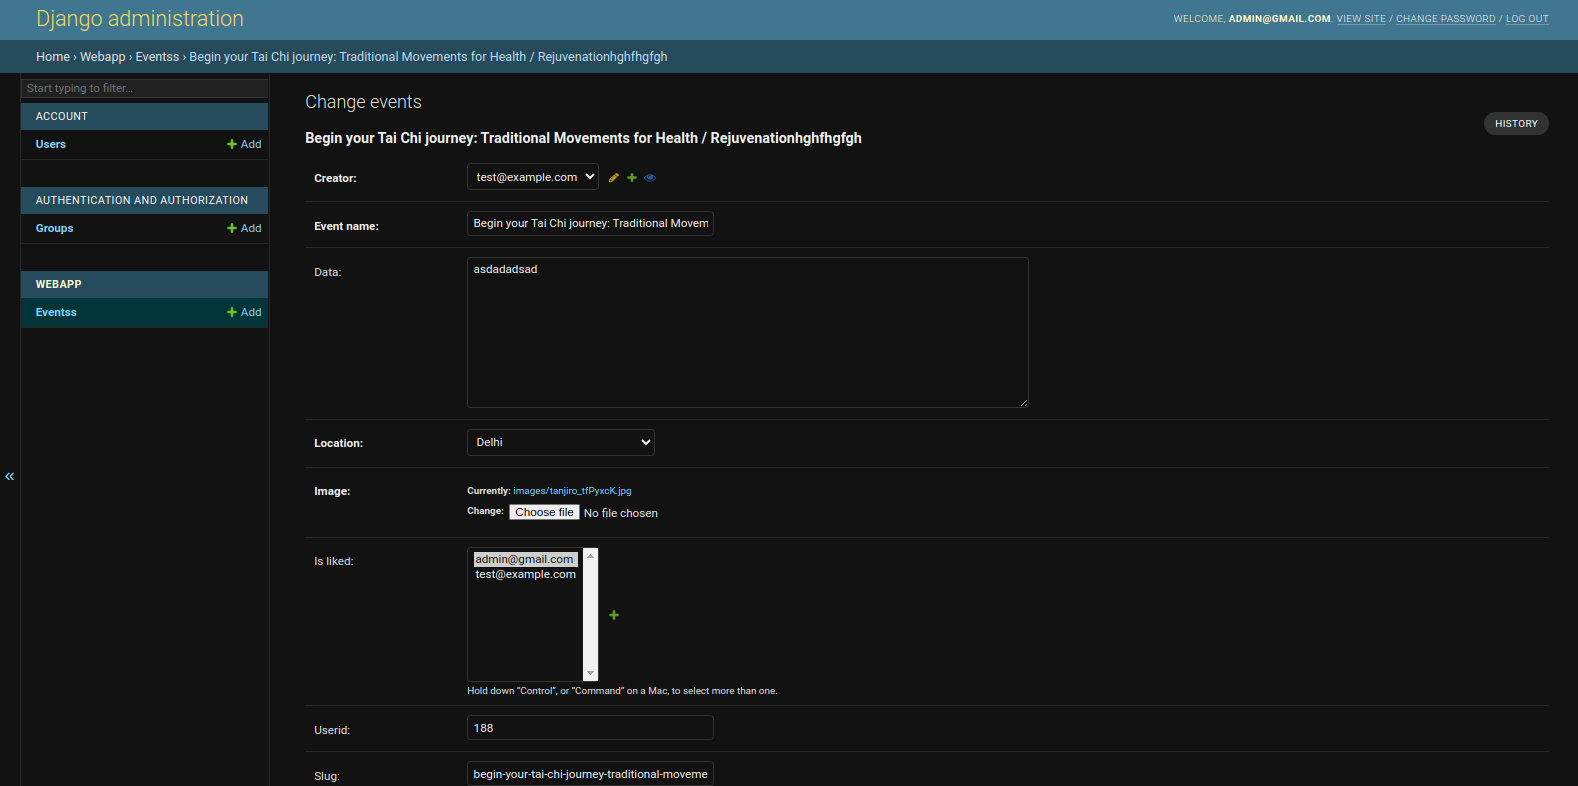 Django administration
WELCOME, ADMIN@GMAIL.COM. VIEW SITE / CHANGE PASSWORD / LOG OUT
Home › Webapp › Eventss › Begin your Tai Chi journey: Traditional Movements for Health / Rejuvenationhghfhgfgh
Start typing to filter...
ACCOUNT
Users + Add
AUTHENTICATION AND AUTHORIZATION
Groups + Add
WEBAPP
Eventss + Add
«
Change events
HISTORY
Begin your Tai Chi journey: Traditional Movements for Health / Rejuvenationhghfhgfgh
Creator: test@example.com
Event name: Begin your Tai Chi journey: Traditional Movem
Data: asdadadsad
Location: Delhi
Image: Currently: images/tanjiro_tfPyxcK.jpg
Change: Choose file No file chosen
Is liked: admin@gmail.com
test@example.com
Hold down “Control”, or “Command” on a Mac, to select more than one.
Userid: 188
Slug: begin-your-tai-chi-journey-traditional-moveme